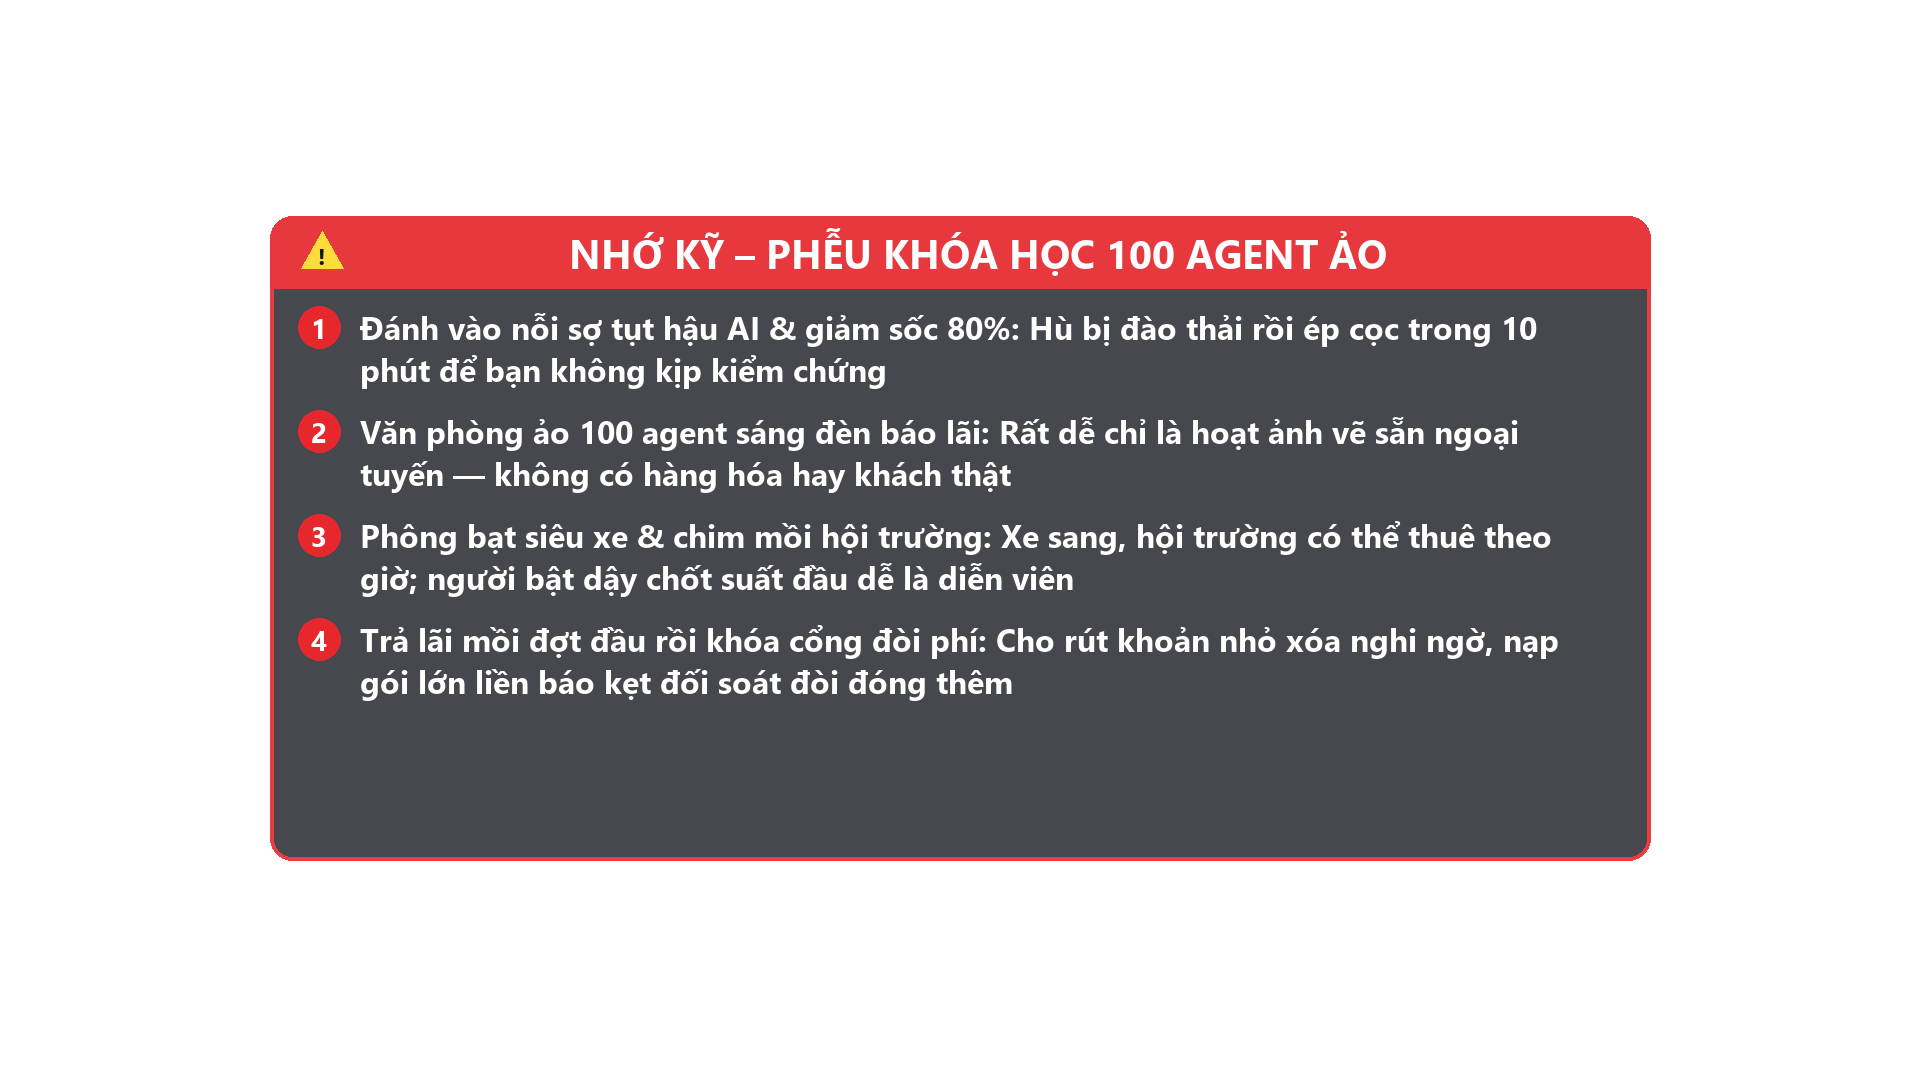 NHỚ KỸ – PHỄU KHÓA HỌC 100 AGENT ẢO
1 Đánh vào nỗi sợ tụt hậu AI & giảm sốc 80%: Hù bị đào thải rồi ép cọc trong 10
phút để bạn không kịp kiểm chứng
2 Văn phòng ảo 100 agent sáng đèn báo lãi: Rất dễ chỉ là hoạt ảnh vẽ sẵn ngoại
tuyến — không có hàng hóa hay khách thật
3 Phông bạt siêu xe & chim mồi hội trường: Xe sang, hội trường có thể thuê theo
giờ; người bật dậy chốt suất đầu dễ là diễn viên
4 Trả lãi mồi đợt đầu rồi khóa cổng đòi phí: Cho rút khoản nhỏ xóa nghi ngờ, nạp
gói lớn liền báo kẹt đối soát đòi đóng thêm